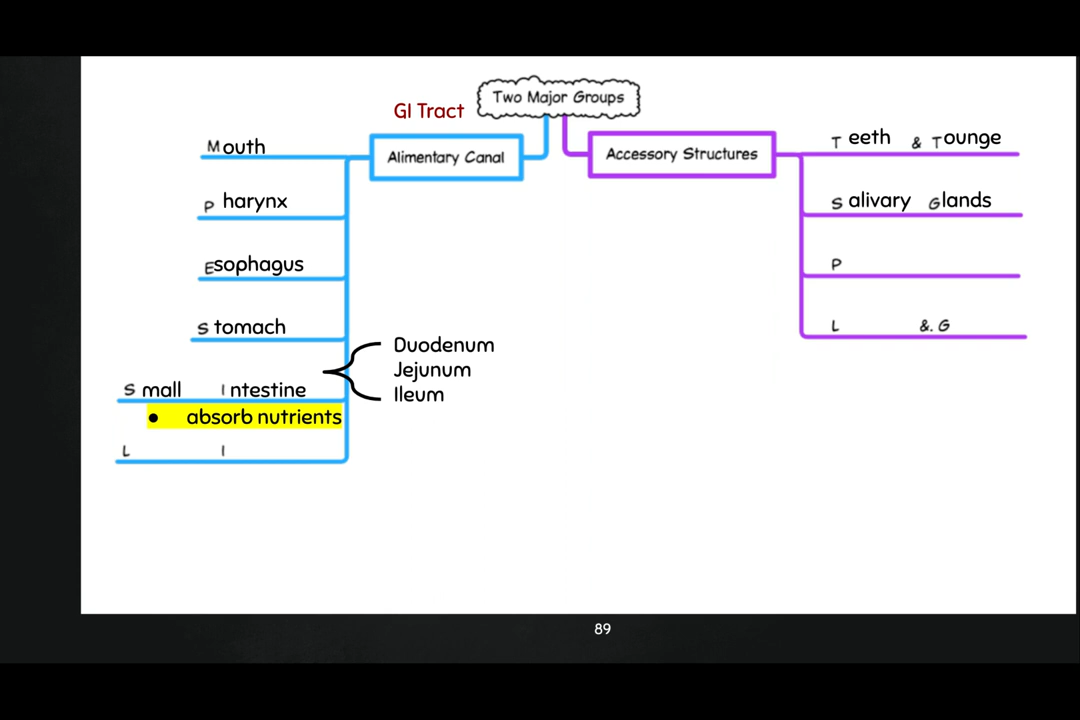 Two Major Groups
GI Tract
Alimentary Canal
Mouth
Pharynx
Esophagus
Stomach
Small Intestine
Duodenum
Jejunum
Ileum
• absorb nutrients
L I
Accessory Structures
Teeth & Tounge
Salivary Glands
P
L &. G
89